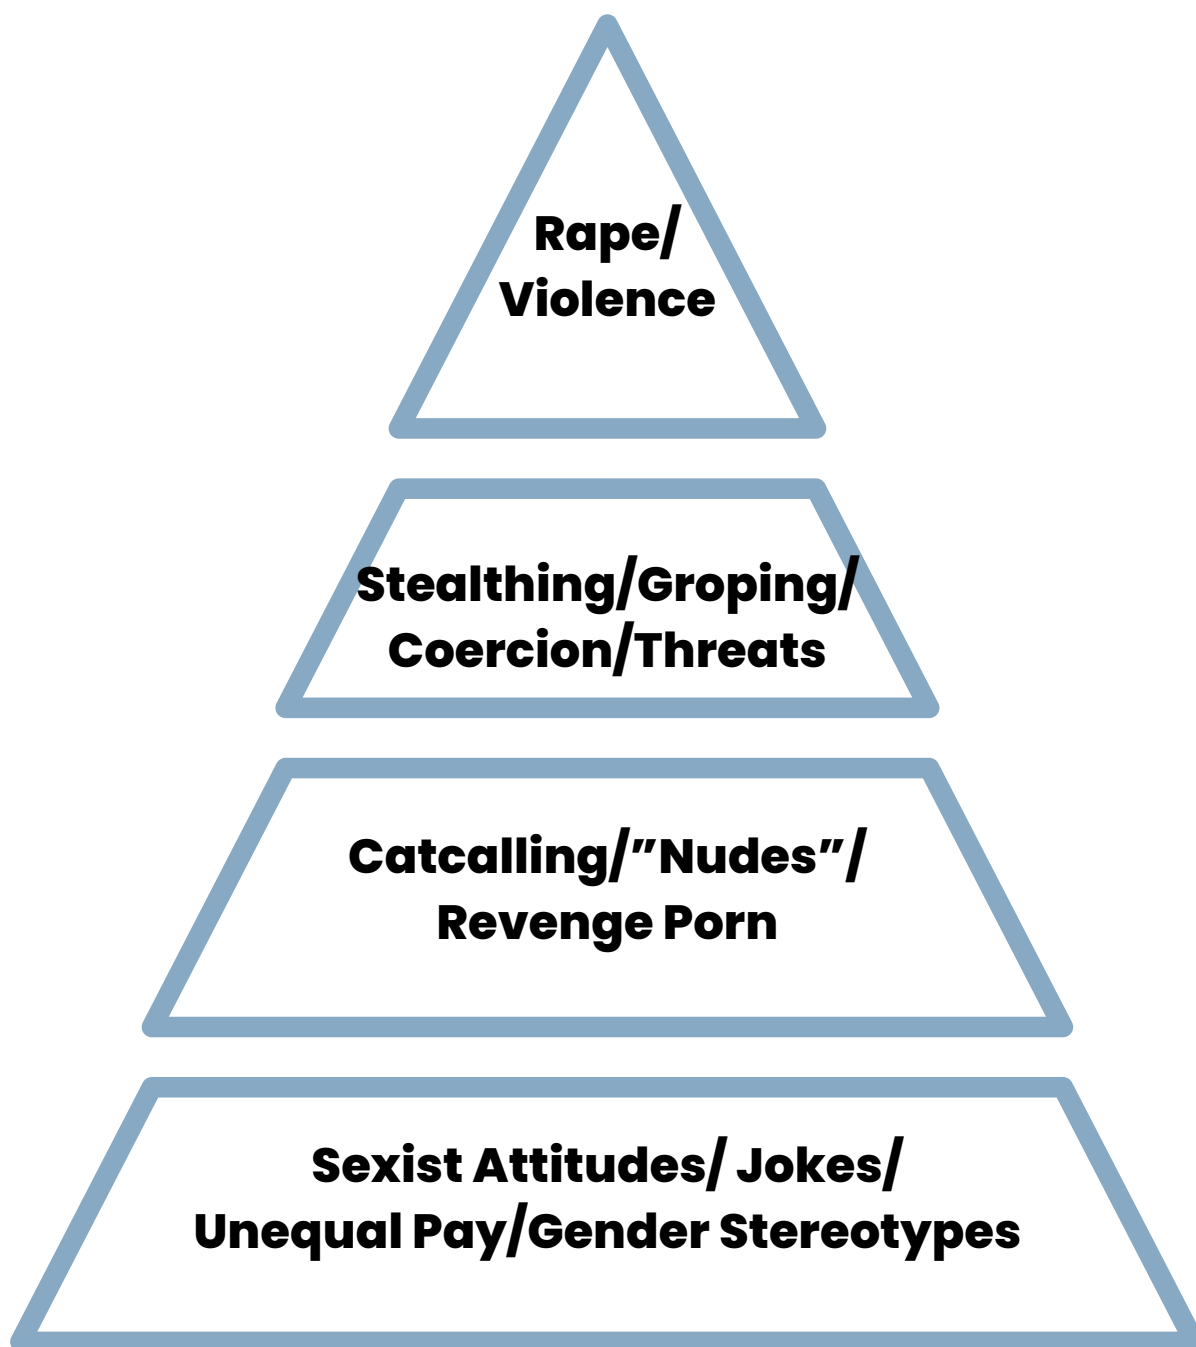 Rape/
Violence
Stealthing/Groping/
Coercion/Threats
Catcalling/”Nudes”/
Revenge Porn
Sexist Attitudes/ Jokes/
Unequal Pay/Gender Stereotypes